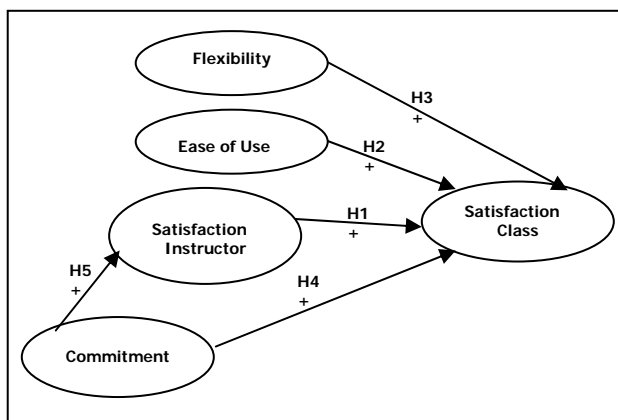 Flexibility
H3
+
Ease of Use
H2
+
Satisfaction
Instructor
H1
+
Satisfaction
Class
H5
+
H4
+
Commitment